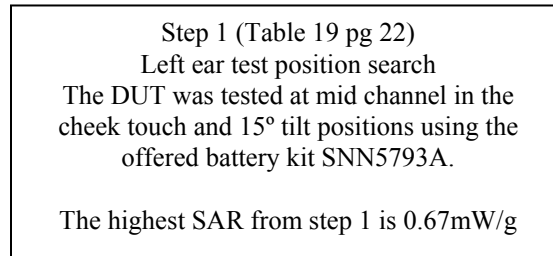 Step 1 (Table 19 pg 22)
Left ear test position search
The DUT was tested at mid channel in the
cheek touch and 15º tilt positions using the
offered battery kit SNN5793A.
The highest SAR from step 1 is 0.67mW/g